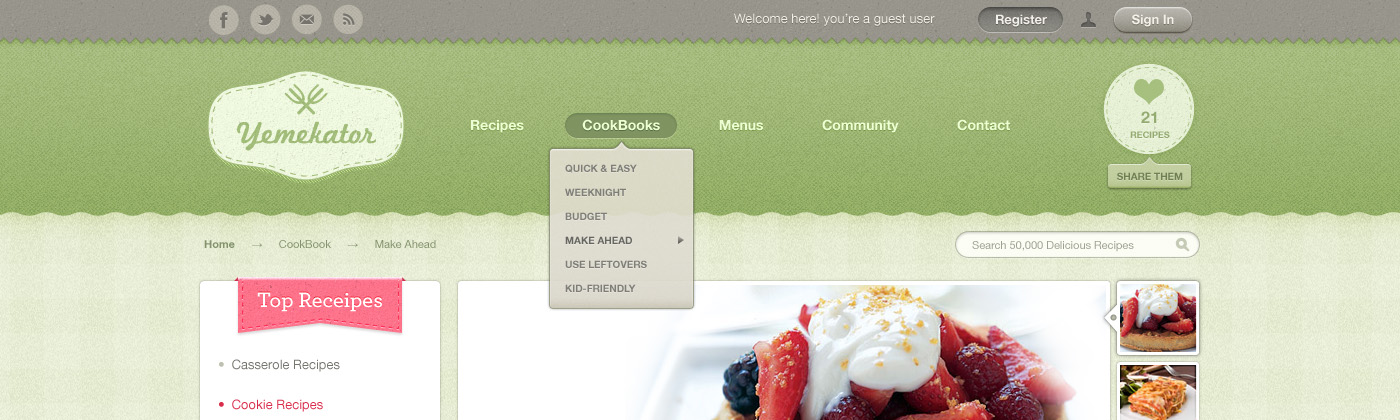 Welcome here! you're a guest user
Register
Sign In
Yemekator
Recipes
CookBooks
Menus
Community
Contact
21
RECIPES
SHARE THEM
QUICK & EASY
WEEKNIGHT
BUDGET
MAKE AHEAD
USE LEFTOVERS
KID-FRIENDLY
Home → CookBook → Make Ahead
Search 50,000 Delicious Recipes
Top Receipes
Casserole Recipes
Cookie Recipes